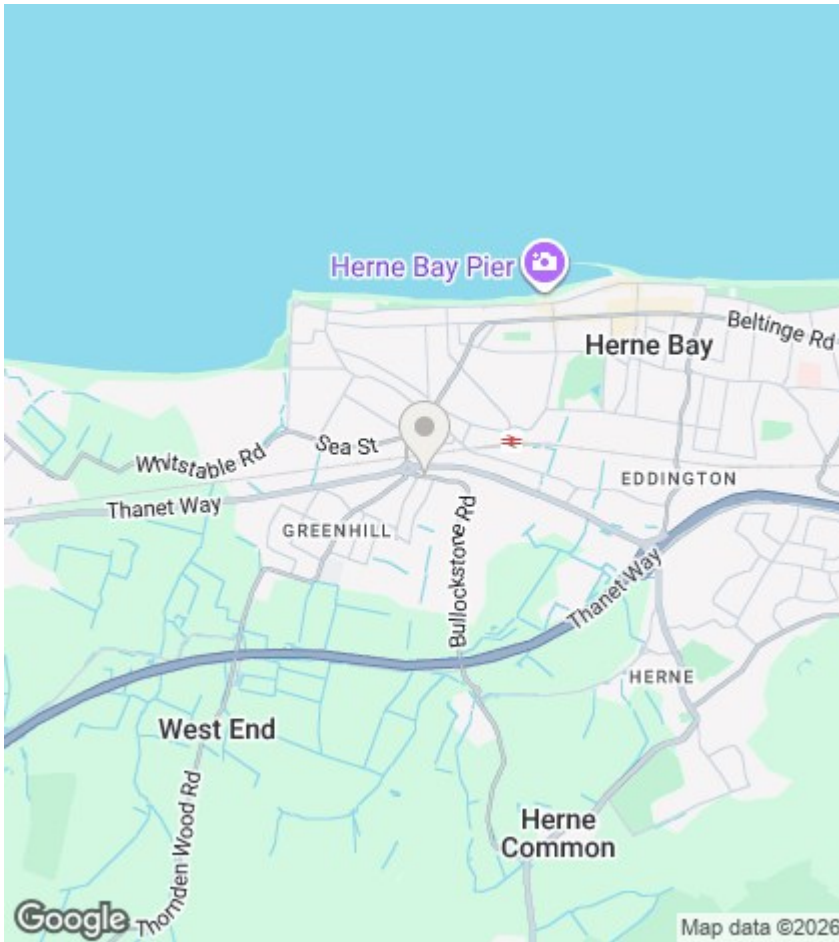 Herne Bay Pier
Beltinge Rd
Herne Bay
Sea St
Whitstable Rd
EDDINGTON
Thanet Way
GREENHILL
Bullockstone Rd
Thanet Way
HERNE
West End
Thornden Wood Rd
Herne
Common
Google
Map data ©2026